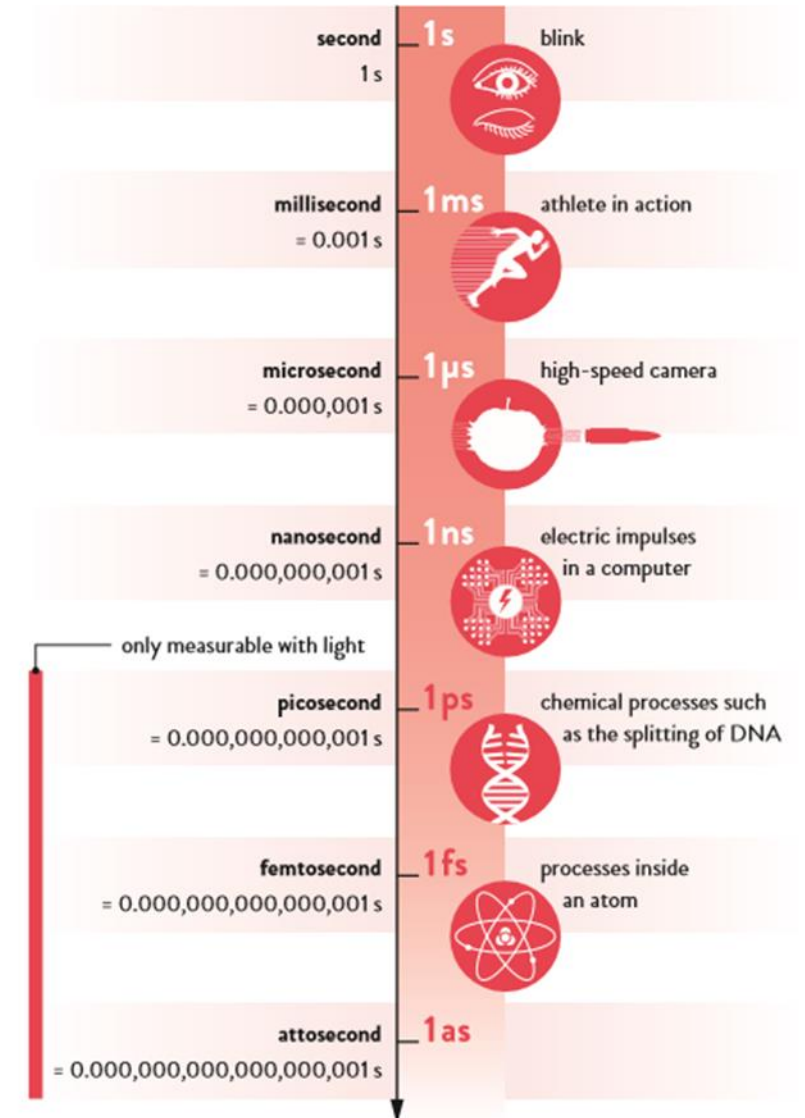 second
1 s
1s
blink
millisecond
= 0.001 s
1ms
athlete in action
microsecond
= 0.000,001 s
1µs
high-speed camera
nanosecond
= 0.000,000,001 s
1ns
electric impulses
in a computer
only measurable with light
picosecond
= 0.000,000,000,001 s
1ps
chemical processes such
as the splitting of DNA
femtosecond
= 0.000,000,000,000,001 s
1fs
processes inside
an atom
attosecond
= 0.000,000,000,000,000,001 s
1as